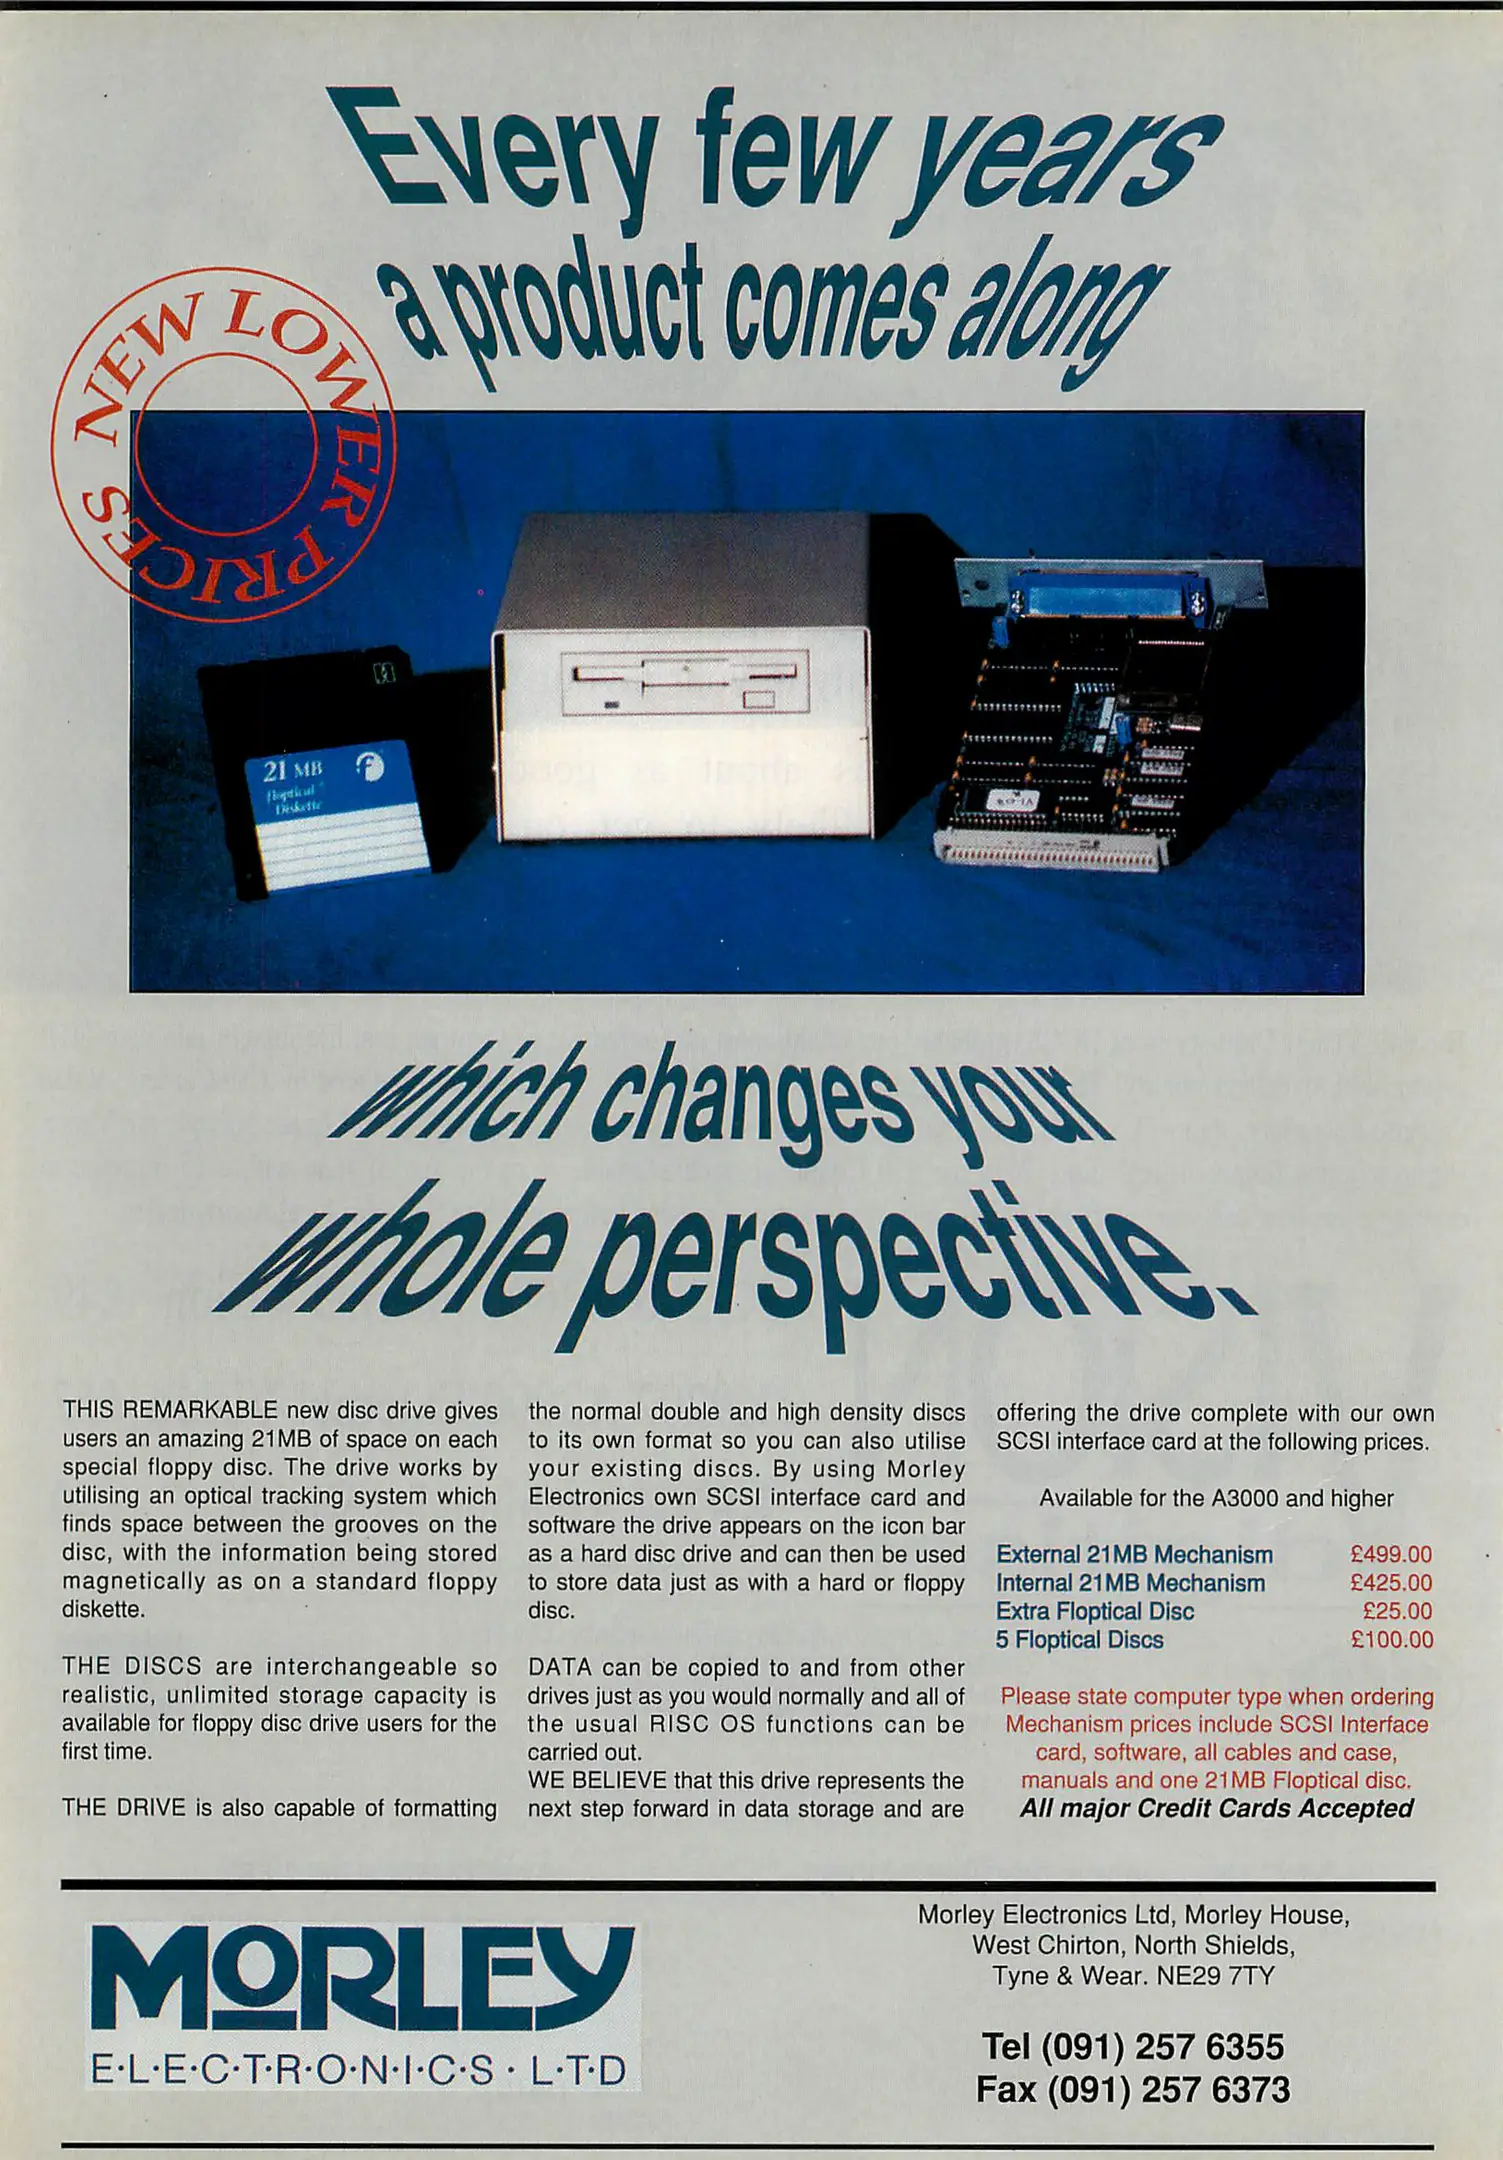 Every few years
a product comes along
NEW LOWER PRICES
21 MB
floptical
Diskette
which changes your
whole perspective.
THIS REMARKABLE new disc drive gives
users an amazing 21MB of space on each
special floppy disc. The drive works by
utilising an optical tracking system which
finds space between the grooves on the
disc, with the information being stored
magnetically as on a standard floppy
diskette.
THE DISCS are interchangeable so
realistic, unlimited storage capacity is
available for floppy disc drive users for the
first time.
THE DRIVE is also capable of formatting
the normal double and high density discs
to its own format so you can also utilise
your existing discs. By using Morley
Electronics own SCSI interface card and
software the drive appears on the icon bar
as a hard disc drive and can then be used
to store data just as with a hard or floppy
disc.
DATA can be copied to and from other
drives just as you would normally and all of
the usual RISC OS functions can be
carried out.
WE BELIEVE that this drive represents the
next step forward in data storage and are
offering the drive complete with our own
SCSI interface card at the following prices.
Available for the A3000 and higher
External 21MB Mechanism £499.00
Internal 21MB Mechanism £425.00
Extra Floptical Disc £25.00
5 Floptical Discs £100.00
Please state computer type when ordering
Mechanism prices include SCSI Interface
card, software, all cables and case,
manuals and one 21MB Floptical disc.
All major Credit Cards Accepted
MORLEY
E·L·E·C·T·R·O·N·I·C·S · L·T·D
Morley Electronics Ltd, Morley House,
West Chirton, North Shields,
Tyne & Wear. NE29 7TY
Tel (091) 257 6355
Fax (091) 257 6373